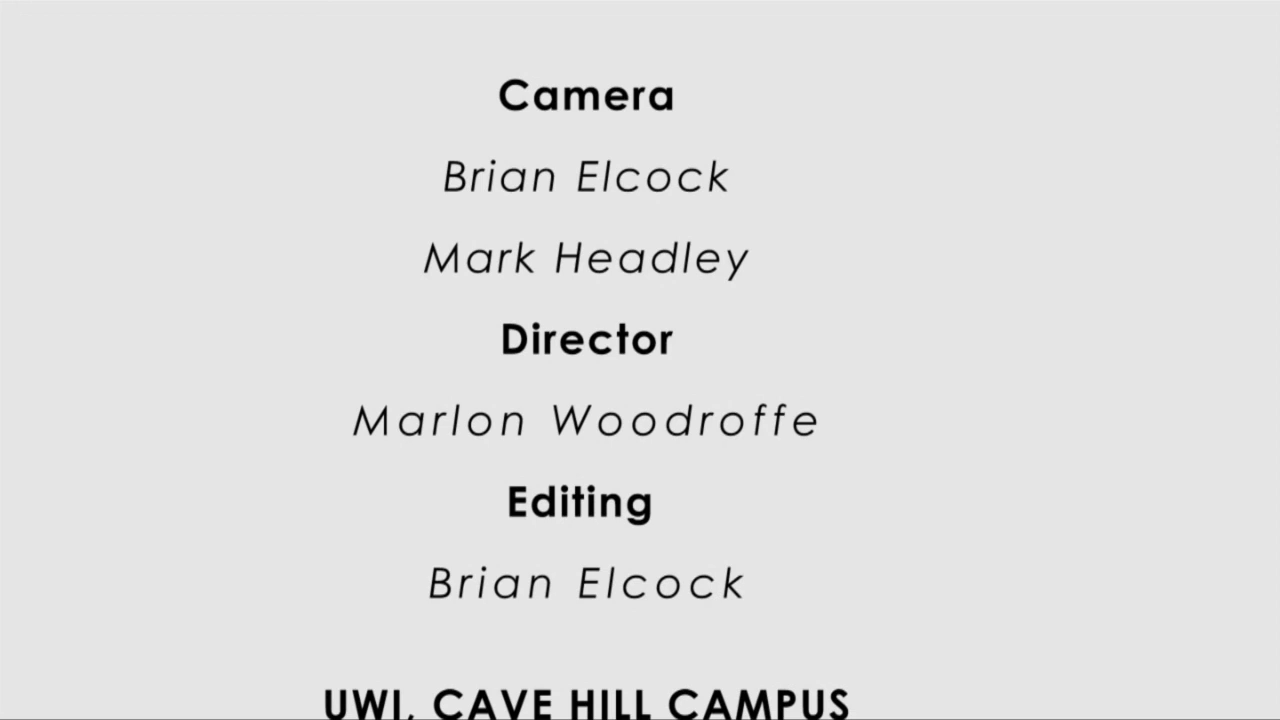 Camera
Brian Elcock
Mark Headley
Director
Marlon Woodroffe
Editing
Brian Elcock
UWI, CAVE HILL CAMPUS